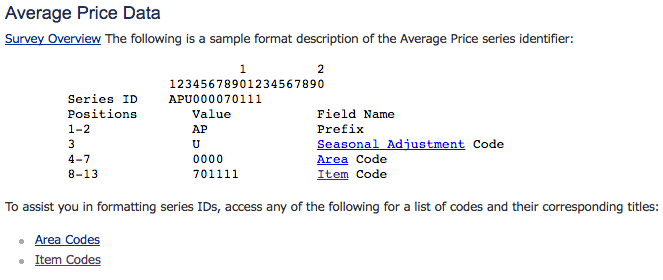 Average Price Data
Survey Overview The following is a sample format description of the Average Price series identifier:
1 2
12345678901234567890
Series ID APU000070111
Positions Value Field Name
1-2 AP Prefix
3 U Seasonal Adjustment Code
4-7 0000 Area Code
8-13 701111 Item Code
To assist you in formatting series IDs, access any of the following for a list of codes and their corresponding titles:
Area Codes
Item Codes